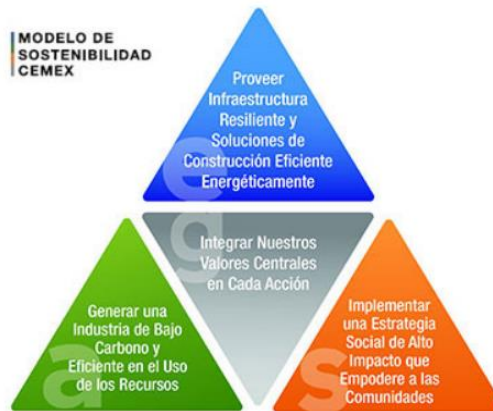 MODELO DE
SOSTENIBILIDAD
CEMEX
Proveer
Infraestructura
Resiliente y
Soluciones de
Construcción Eficiente
Energéticamente
e
g
Integrar Nuestros
Valores Centrales
en Cada Acción
Generar una
Industria de Bajo
Carbono y
Eficiente en el Uso
de los Recursos
a
Implementar
una Estrategia
Social de Alto
Impacto que
Empodere a las
Comunidades
s